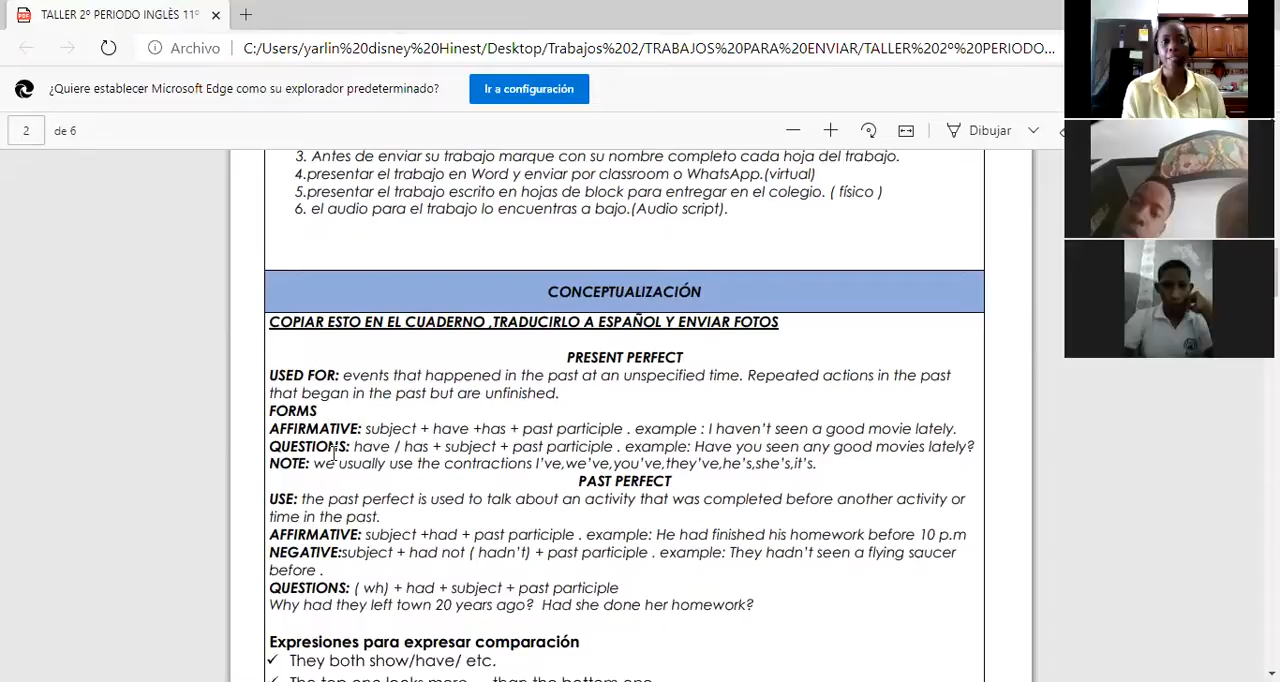 TALLER 2º PERIODO INGLÈS 11º
Archivo
C:/Users/yarlin%20disney%20Hinest/Desktop/Trabajos%202/TRABAJOS%20PARA%20ENVIAR/TALLER%202º%20PERIODO...
¿Quiere establecer Microsoft Edge como su explorador predeterminado?
Ir a configuración
2 de 6
Dibujar
3. Antes de enviar su trabajo marque con su nombre completo cada hoja del trabajo.
4.presentar el trabajo en Word y enviar por classroom o WhatsApp.(virtual)
5.presentar el trabajo escrito en hojas de block para entregar en el colegio. ( físico )
6. el audio para el trabajo lo encuentras a bajo.(Audio script).
CONCEPTUALIZACIÓN
COPIAR ESTO EN EL CUADERNO ,TRADUCIRLO A ESPAÑOL Y ENVIAR FOTOS
PRESENT PERFECT
USED FOR: events that happened in the past at an unspecified time. Repeated actions in the past
that began in the past but are unfinished.
FORMS
AFFIRMATIVE: subject + have +has + past participle . example : I haven't seen a good movie lately.
QUESTIONS: have / has + subject + past participle . example: Have you seen any good movies lately?
NOTE: we usually use the contractions I've,we've,you've,they've,he's,she's,it's.
PAST PERFECT
USE: the past perfect is used to talk about an activity that was completed before another activity or
time in the past.
AFFIRMATIVE: subject +had + past participle . example: He had finished his homework before 10 p.m
NEGATIVE:subject + had not ( hadn't) + past participle . example: They hadn't seen a flying saucer
before .
QUESTIONS: ( wh) + had + subject + past participle
Why had they left town 20 years ago? Had she done her homework?
Expresiones para expresar comparación
✓ They both show/have/ etc.
✓ The top one looks more ... than the bottom one